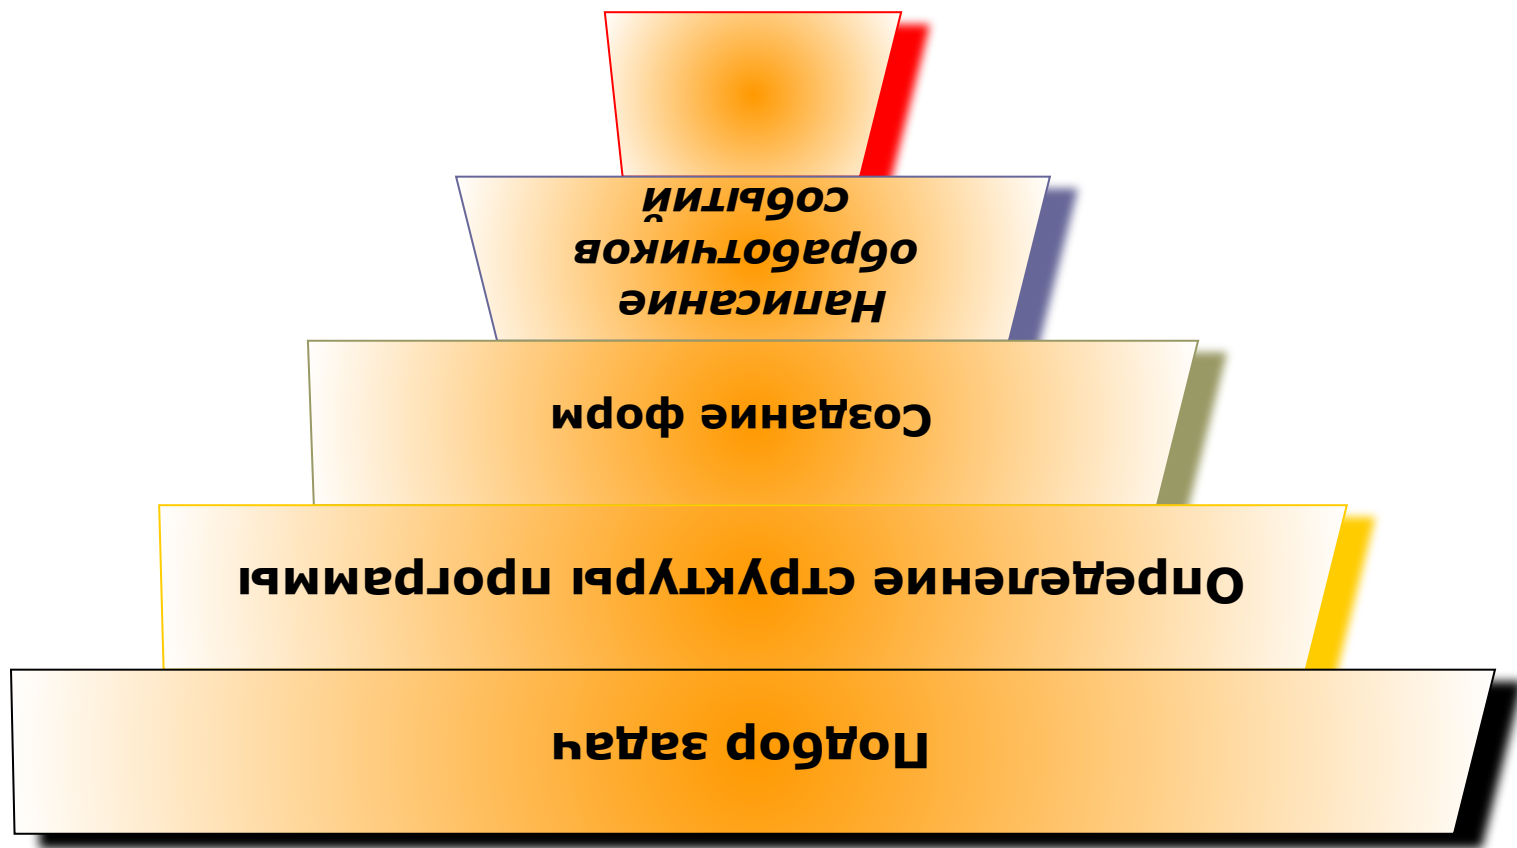 Подбор задач
Определение структуры программы
Создание форм
Написание
обработчиков
событий